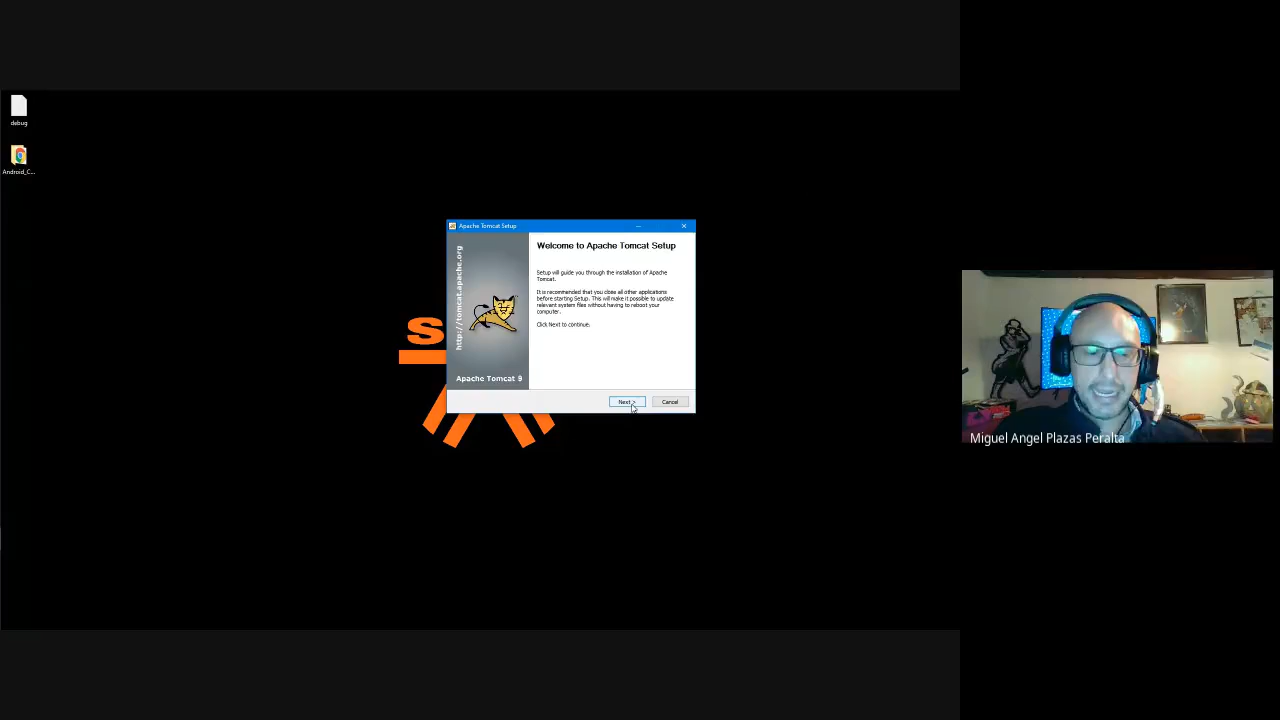 debug
Android_C...
s
Apache Tomcat Setup
http://tomcat.apache.org
Apache Tomcat 9
Welcome to Apache Tomcat Setup
Setup will guide you through the installation of Apache
Tomcat.
It is recommended that you close all other applications
before starting Setup. This will make it possible to update
relevant system files without having to reboot your
computer.
Click Next to continue.
Next >
Cancel
Miguel Angel Plazas Peralta